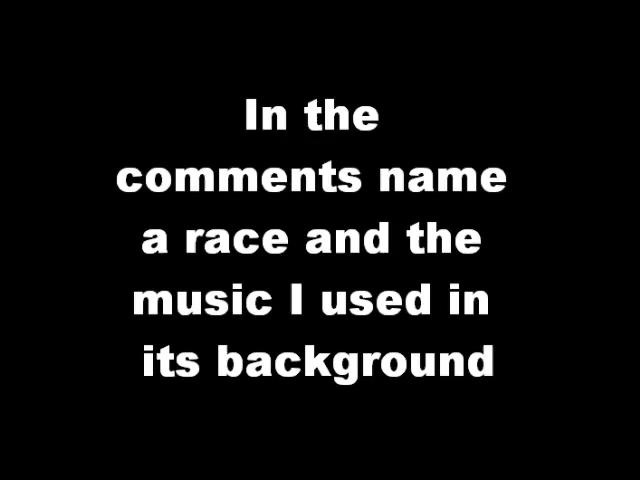 In the
comments name
a race and the
music I used in
its background